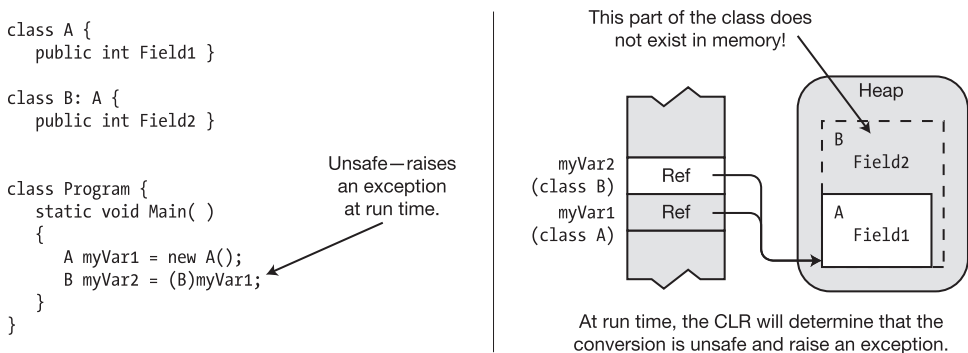 class A {
   public int Field1 }
class B: A {
   public int Field2 }
class Program {
   static void Main( )
   {
      A myVar1 = new A();
      B myVar2 = (B)myVar1;
   }
}
Unsafe—raises
an exception
at run time.
This part of the class does
not exist in memory!
Heap
B
Field2
myVar2
(class B)
Ref
myVar1
(class A)
Ref
A
Field1
At run time, the CLR will determine that the
conversion is unsafe and raise an exception.